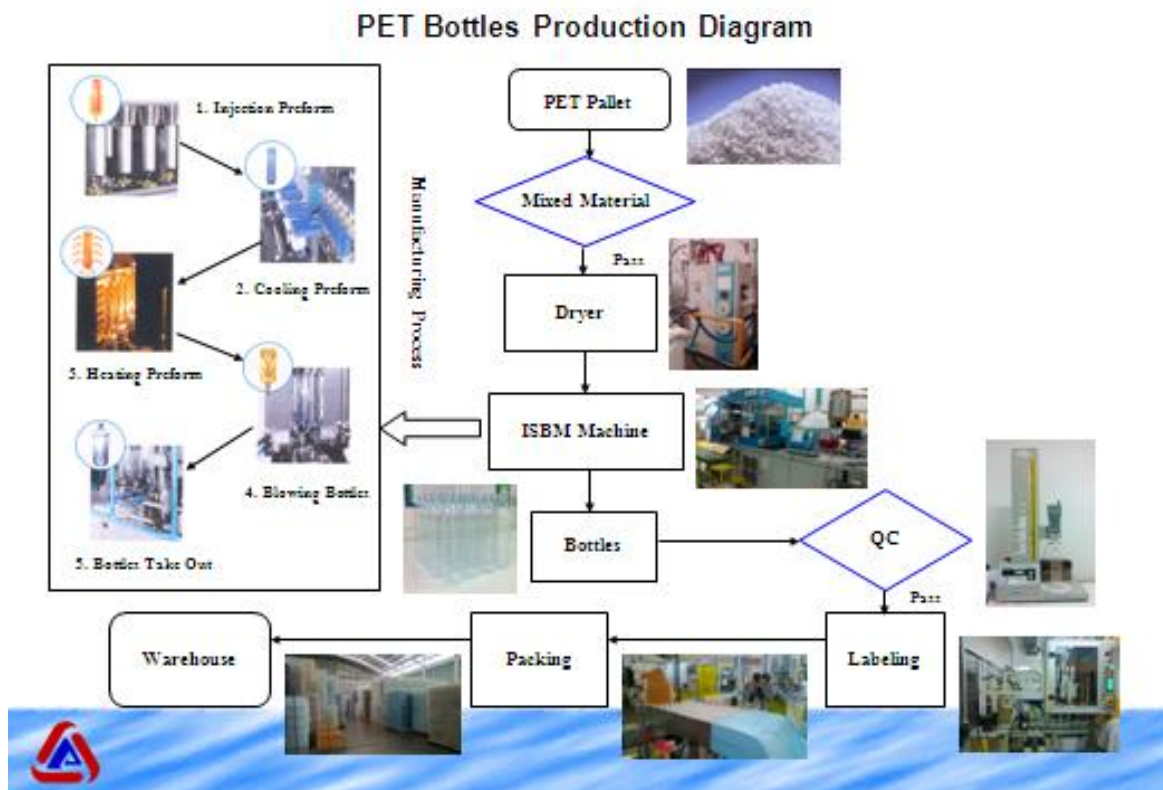 PET Bottles Production Diagram
1. Injection Preform
2. Cooling Preform
3. Heating Preform
4. Blowing Bottles
5. Bottles Take Out
Manufacturing Process
PET Pallet
Mixed Material
Pass
Dryer
ISBM Machine
Bottles
QC
Pass
Labeling
Packing
Warehouse